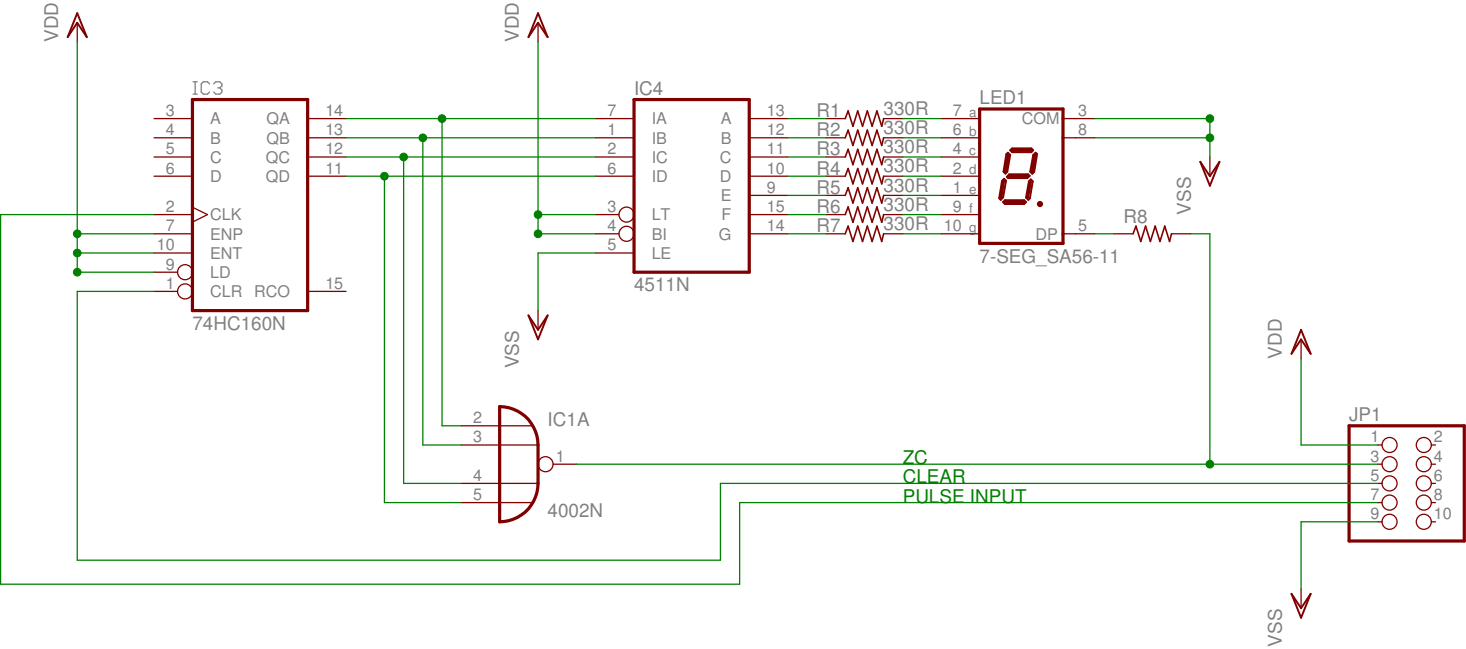 VDD
VDD
IC3
3 A QA 14
4 B QB 13
5 C QC 12
6 D QD 11
2 CLK
7 ENP
10 ENT
9 LD
1 CLR RCO 15
74HC160N
IC4
7 IA A 13
1 IB B 12
2 IC C 11
6 ID D 10
E 9
3 LT F 15
4 BI G 14
5 LE
4511N
VSS
R1 330R
R2 330R
R3 330R
R4 330R
R5 330R
R6 330R
R7 330R
LED1
7 a COM 3
6 b 8
4 c
2 d
1 e
9 f
10 g DP 5
7-SEG_SA56-11
R8
VSS
VDD
IC1A
2
3
1
4
5
4002N
ZC
CLEAR
PULSE INPUT
JP1
1 2
3 4
5 6
7 8
9 10
VSS